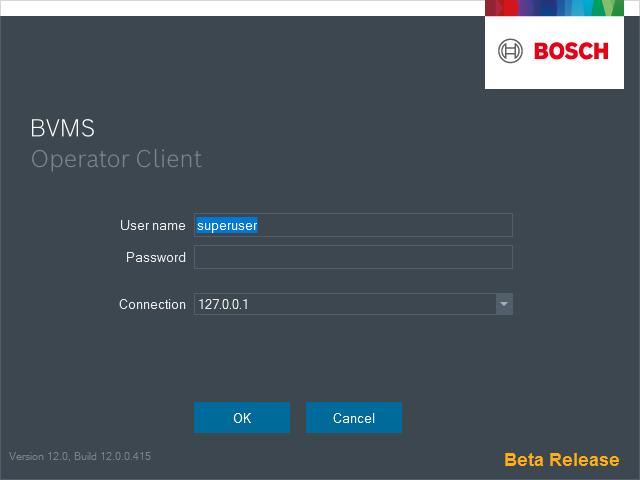 BOSCH
BVMS
Operator Client
User name superuser
Password
Connection 127.0.0.1
OK Cancel
Version 12.0, Build 12.0.0.415
Beta Release